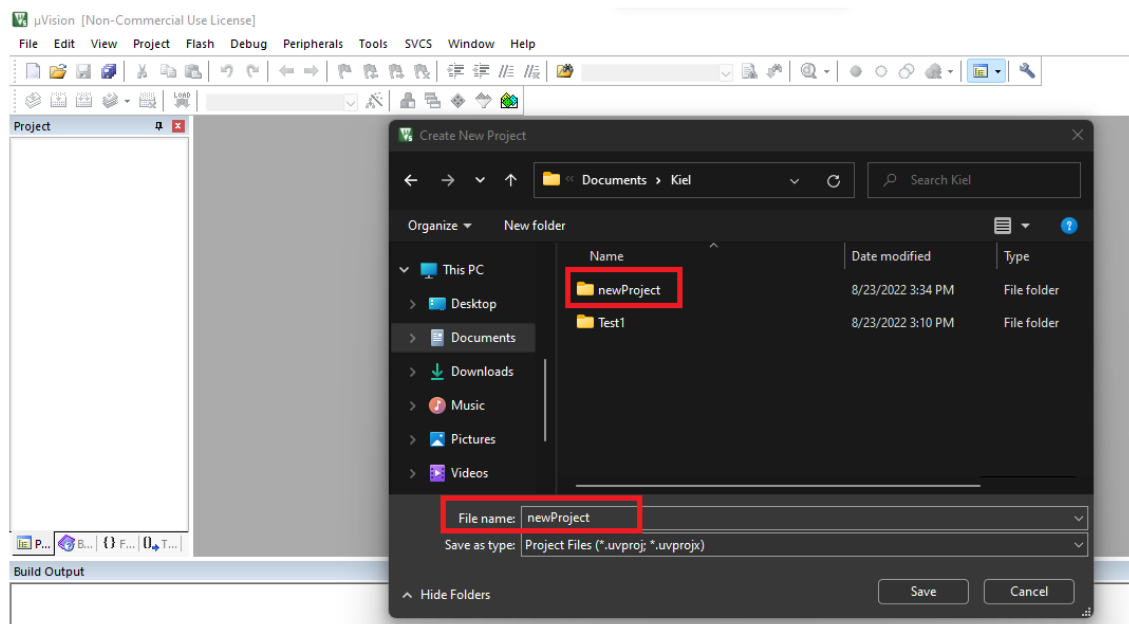 µVision [Non-Commercial Use License]
File Edit View Project Flash Debug Peripherals Tools SVCS Window Help
LOAD
Project
Create New Project
« Documents > Kiel
Search Kiel
Organize New folder
Name Date modified Type
This PC
newProject 8/23/2022 3:34 PM File folder
Desktop
Test1 8/23/2022 3:10 PM File folder
Documents
Downloads
Music
Pictures
Videos
File name: newProject
Save as type: Project Files (*.uvproj; *.uvprojx)
P... B... {} F... 0 T...
Build Output
Hide Folders
Save Cancel